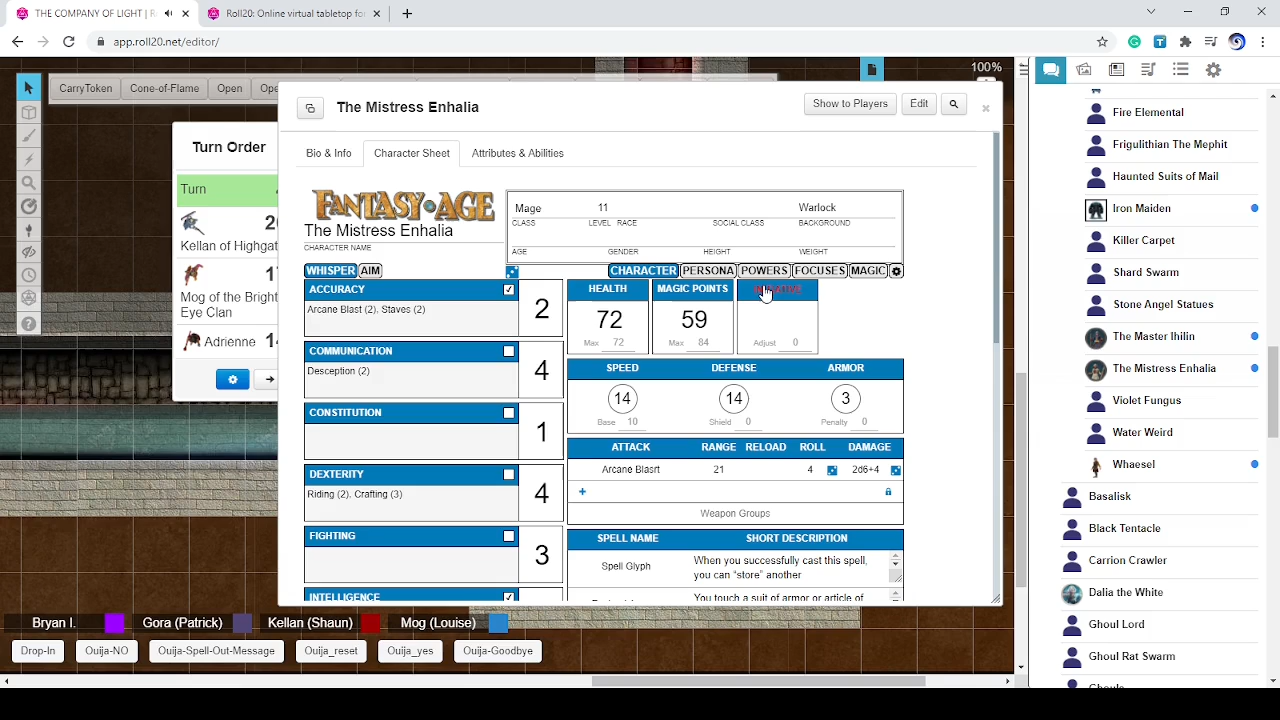 THE COMPANY OF LIGHT | R
Roll20: Online virtual tabletop fo
app.roll20.net/editor/
CarryToken
Cone-of-Flame
Open
Ope
100%
Turn Order
Turn
Kellan of Highgat
Mog of the Bright
Eye Clan
Adrienne
The Mistress Enhalia
Show to Players
Edit
Bio & Info
Character Sheet
Attributes & Abilities
FANTASY AGE
The Mistress Enhalia
CHARACTER NAME
Mage 11 Warlock
CLASS LEVEL RACE SOCIAL CLASS BACKGROUND
AGE GENDER HEIGHT WEIGHT
WHISPER AIM
CHARACTER PERSONA POWERS FOCUSES MAGIC
ACCURACY
Arcane Blast (2), Staves (2)
2
COMMUNICATION
Desception (2)
4
CONSTITUTION
1
DEXTERITY
Riding (2), Crafting (3)
4
FIGHTING
3
INTELLIGENCE
HEALTH
72
Max 72
MAGIC POINTS
59
Max 84
Adjust 0
SPEED DEFENSE ARMOR
14 14 3
Base 10 Shield 0 Penalty 0
ATTACK RANGE RELOAD ROLL DAMAGE
Arcane Blasrt 21 4 2d6+4
+
Weapon Groups
SPELL NAME SHORT DESCRIPTION
Spell Glyph
When you successfully cast this spell,
you can “store” another
You touch a suit of armor or article of
Fire Elemental
Frigulithian The Mephit
Haunted Suits of Mail
Iron Maiden
Killer Carpet
Shard Swarm
Stone Angel Statues
The Master Ihilin
The Mistress Enhalia
Violet Fungus
Water Weird
Whaesel
Basalisk
Black Tentacle
Carrion Crawler
Dalia the White
Ghoul Lord
Ghoul Rat Swarm
Bryan I.
Gora (Patrick)
Kellan (Shaun)
Mog (Louise)
Drop-In
Ouija-NO
Ouija-Spell-Out-Message
Ouija_reset
Ouija_yes
Ouija-Goodbye